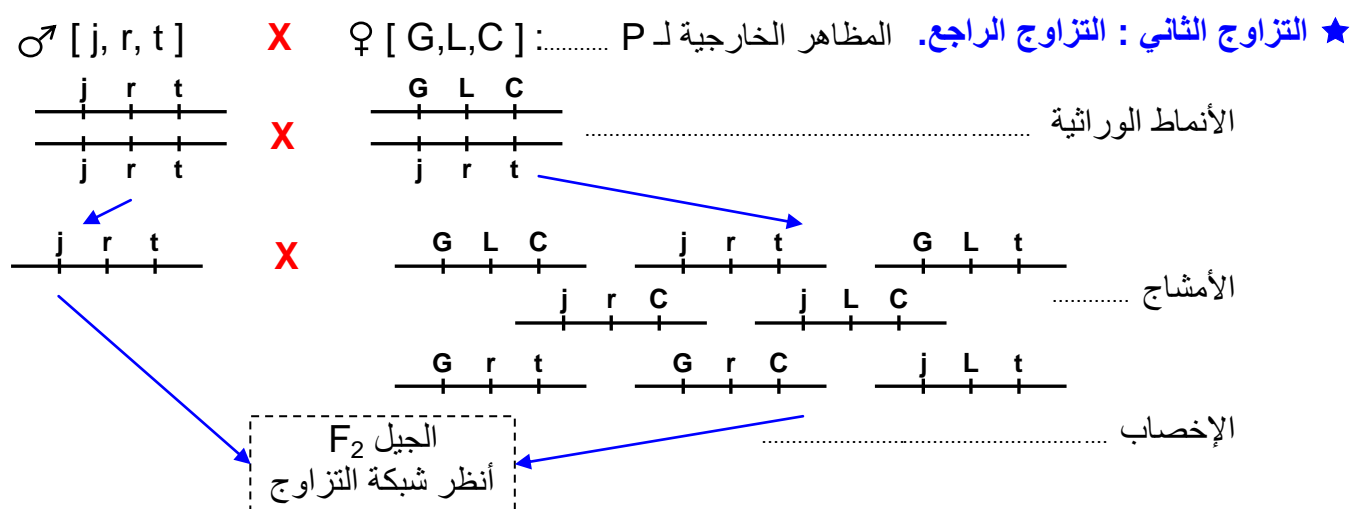 ★ التزاوج الثاني : التزاوج الراجع. المظاهر الخارجية لـ P ..........: ♀ [ G,L,C ] X ♂ [ j, r, t ]
j r t G L C
الأنماط الوراثية .......... X
j r t j r t
j r t X G L C j r t G L t
الأمشاج ..........
j r C j L C
G r t G r C j L t
الإخصاب ..........
الجيل F₂
أنظر شبكة التزاوج